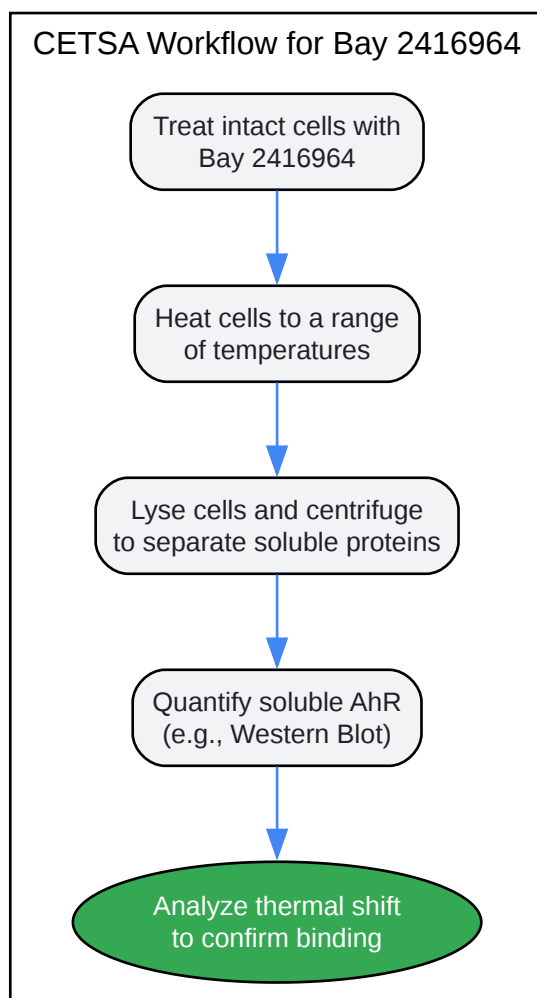 CETSA Workflow for Bay 2416964
Treat intact cells with
Bay 2416964
Heat cells to a range
of temperatures
Lyse cells and centrifuge
to separate soluble proteins
Quantify soluble AhR
(e.g., Western Blot)
Analyze thermal shift
to confirm binding